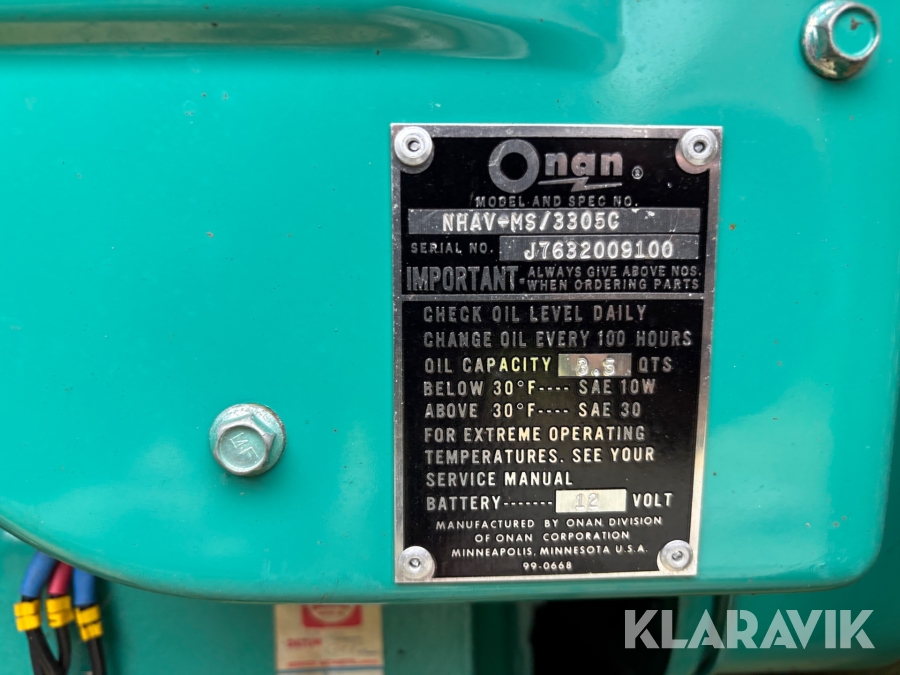 Onan ®
MODEL AND SPEC NO.
NHAV-MS/3305C
SERIAL NO. J7632009100
IMPORTANT- ALWAYS GIVE ABOVE NOS.
WHEN ORDERING PARTS
CHECK OIL LEVEL DAILY
CHANGE OIL EVERY 100 HOURS
OIL CAPACITY 3.5 QTS
BELOW 30°F---- SAE 10W
ABOVE 30°F---- SAE 30
FOR EXTREME OPERATING
TEMPERATURES. SEE YOUR
SERVICE MANUAL
BATTERY------- 12 VOLT
MANUFACTURED BY ONAN DIVISION
OF ONAN CORPORATION
MINNEAPOLIS, MINNESOTA U.S.A.
99-0668
KLARAVIK